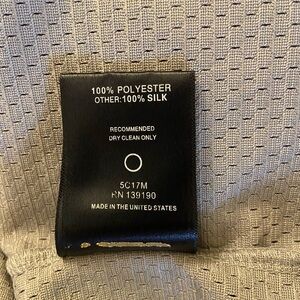 100% POLYESTER
OTHER:100% SILK
RECOMMENDED
DRY CLEAN ONLY
5C17M
RN 139190
MADE IN THE UNITED STATES